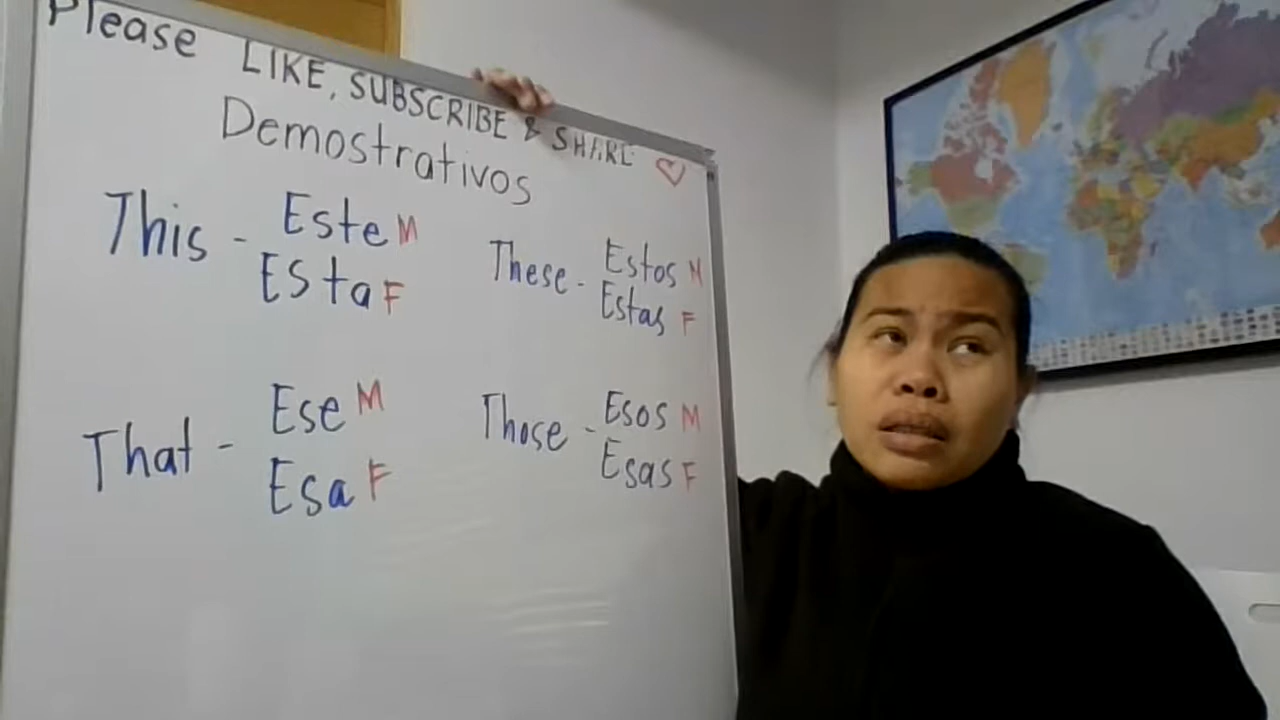 Please LIKE, SUBSCRIBE & SHARE
Demostrativos
This - Este M
Esta F
These - Estos M
Estas F
That - Ese M
Esa F
Those - Esos M
Esas F